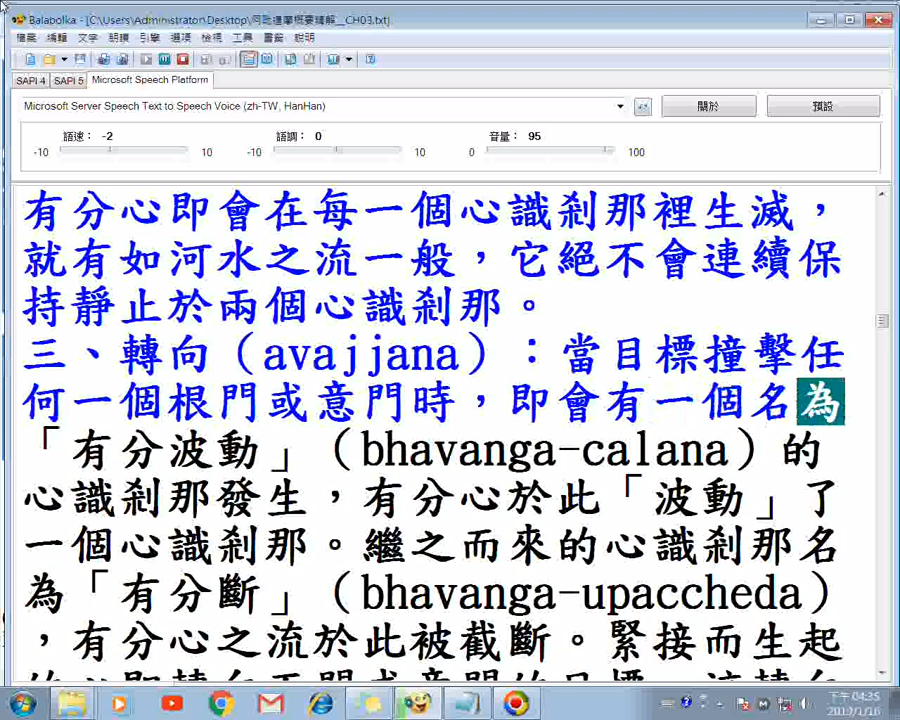 Balabolka - [C:\Users\Administrator\Desktop\阿毗達摩概要精解__CH03.txt]
檔案 編輯 文字 朗讀 引擎 選項 檢視 工具 書籤 說明
SAPI 4 SAPI 5 Microsoft Speech Platform
Microsoft Server Speech Text to Speech Voice (zh-TW, HanHan) 關於 預設
語速： -2 語調： 0 音量： 95
-10 10 -10 10 0 100
有分心即會在每一個心識剎那裡生滅，
就有如河水之流一般，它絕不會連續保
持靜止於兩個心識剎那。
三、轉向（avajjana）：當目標撞擊任
何一個根門或意門時，即會有一個名為
「有分波動」（bhavanga-calana）的
心識剎那發生，有分心於此「波動」了
一個心識剎那。繼之而來的心識剎那名
為「有分斷」（bhavanga-upaccheda）
，有分心之流於此被截斷。緊接而生起
下午 04:35
2019/1/16